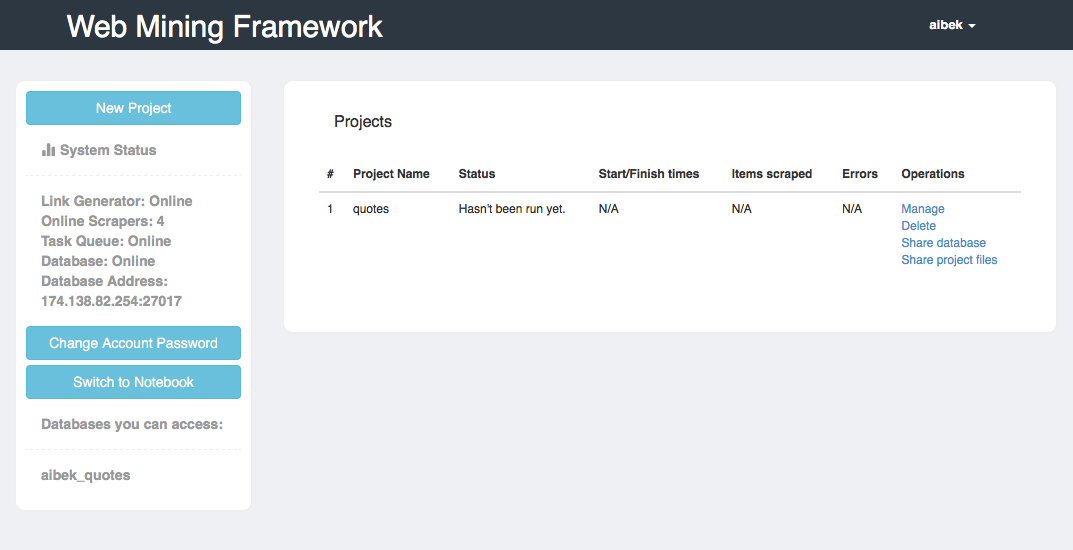 Web Mining Framework
aibek
New Project
System Status
Link Generator: Online
Online Scrapers: 4
Task Queue: Online
Database: Online
Database Address:
174.138.82.254:27017
Change Account Password
Switch to Notebook
Databases you can access:
aibek_quotes
Projects
# Project Name Status Start/Finish times Items scraped Errors Operations
1 quotes Hasn't been run yet. N/A N/A N/A Manage
Delete
Share database
Share project files